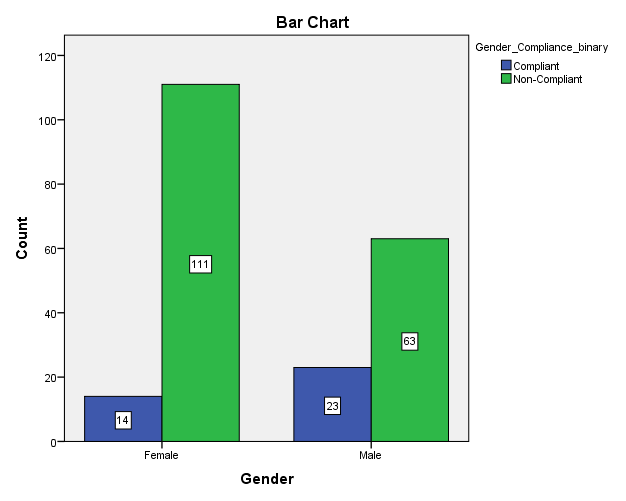 Bar Chart
Gender_Compliance_binary
Compliant
Non-Compliant
120
100
80
60
40
20
0
Count
111
63
14
23
Female
Male
Gender